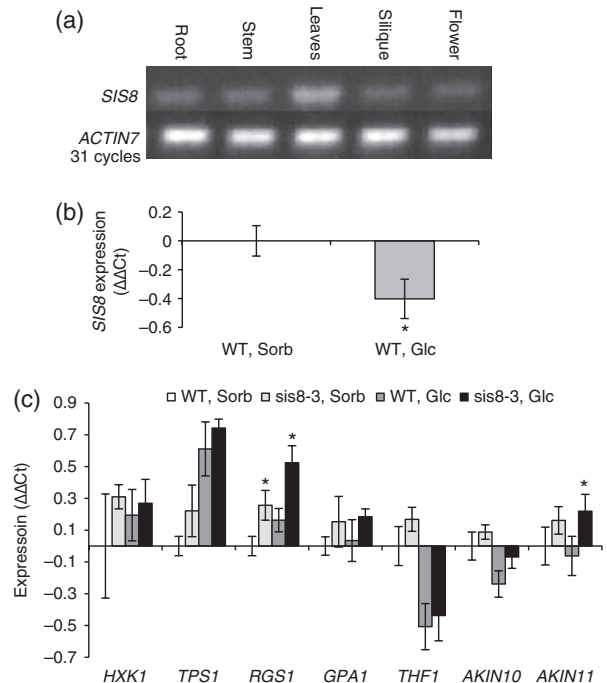 (a)
Root Stem Leaves Silique Flower
SIS8
ACTIN7
31 cycles
(b)
SIS8 expression
(ΔΔCt)
0.2
0
−0.2
−0.4
−0.6
*
WT, Sorb WT, Glc
(c)
WT, Sorb sis8-3, Sorb WT, Glc sis8-3, Glc
Expressoin (ΔΔCt)
0.9
0.7
0.5
0.3
0.1
−0.1
−0.3
−0.5
−0.7
* * *
HXK1 TPS1 RGS1 GPA1 THF1 AKIN10 AKIN11